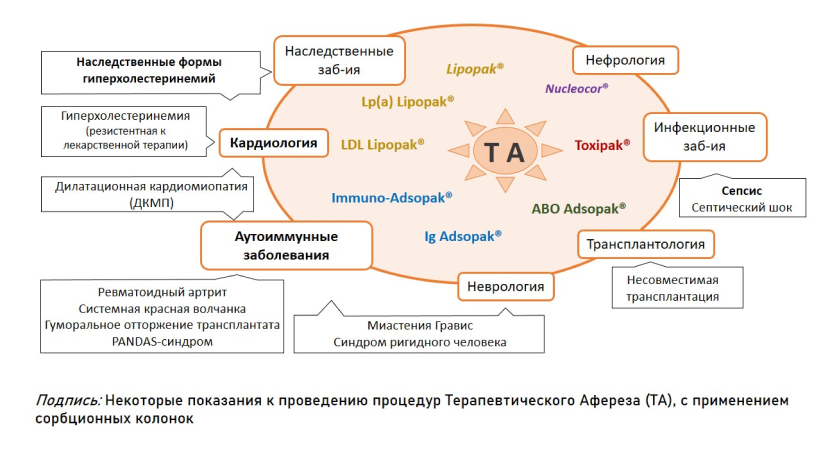 Наследственные формы
гиперхолестеринемий
Наследственные
заб-ия
Lipopak®
Нефрология
Nucleocor®
Lp(a) Lipopak®
Гиперхолестеринемия
(резистентная к
лекарственной терапии)
Кардиология
LDL Lipopak®
ТА
Toxipak®
Инфекционные
заб-ия
Дилатационная кардиомиопатия
(ДКМП)
Immuno-Adsopak®
ABO Adsopak®
Сепсис
Септический шок
Аутоиммунные
заболевания
Ig Adsopak®
Трансплантология
Неврология
Несовместимая
трансплантация
Ревматоидный артрит
Системная красная волчанка
Гуморальное отторжение трансплантата
PANDAS-синдром
Миастения Гравис
Синдром ригидного человека
Подпись: Некоторые показания к проведению процедур Терапевтического Афереза (ТА), с применением
сорбционных колонок